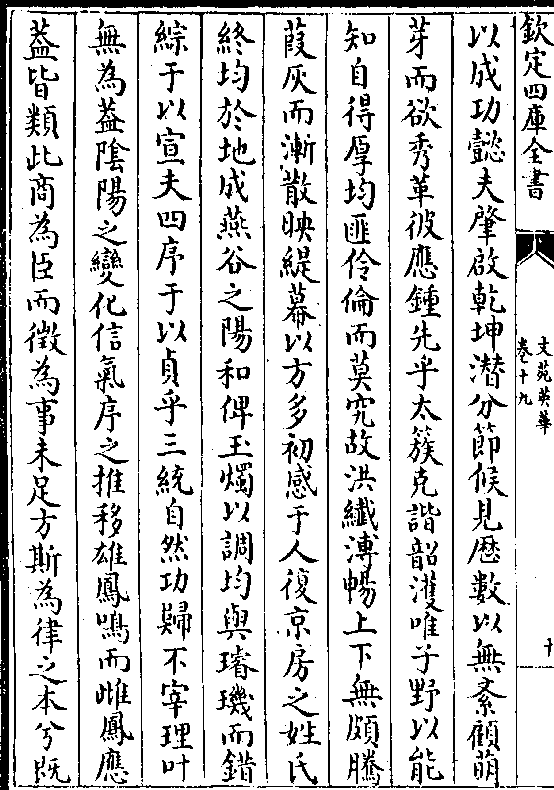 欽定四庫全書
文苑英華
卷十九
十
以成功懿夫肇啟乾坤潜分節候見厯數以無紊顧萌
芽而欲秀革彼應鍾先乎太簇克諧韶濩唯子野以能
知自得厚均匪伶倫而莫究故洪纖溥暢上下無頗騰
葭灰而漸散映緹幕以方多初感于人復京房之姓氏
終均於地成燕谷之陽和俾玉燭以調均與璿璣而錯
綜于以宣夫四序于以貞乎三統自然功歸不宰理叶
無為葢陰陽之變化信氣序之推移雄鳳鳴而雌鳳應
葢皆類此商為臣而徵為事未足方斯為律之本兮既